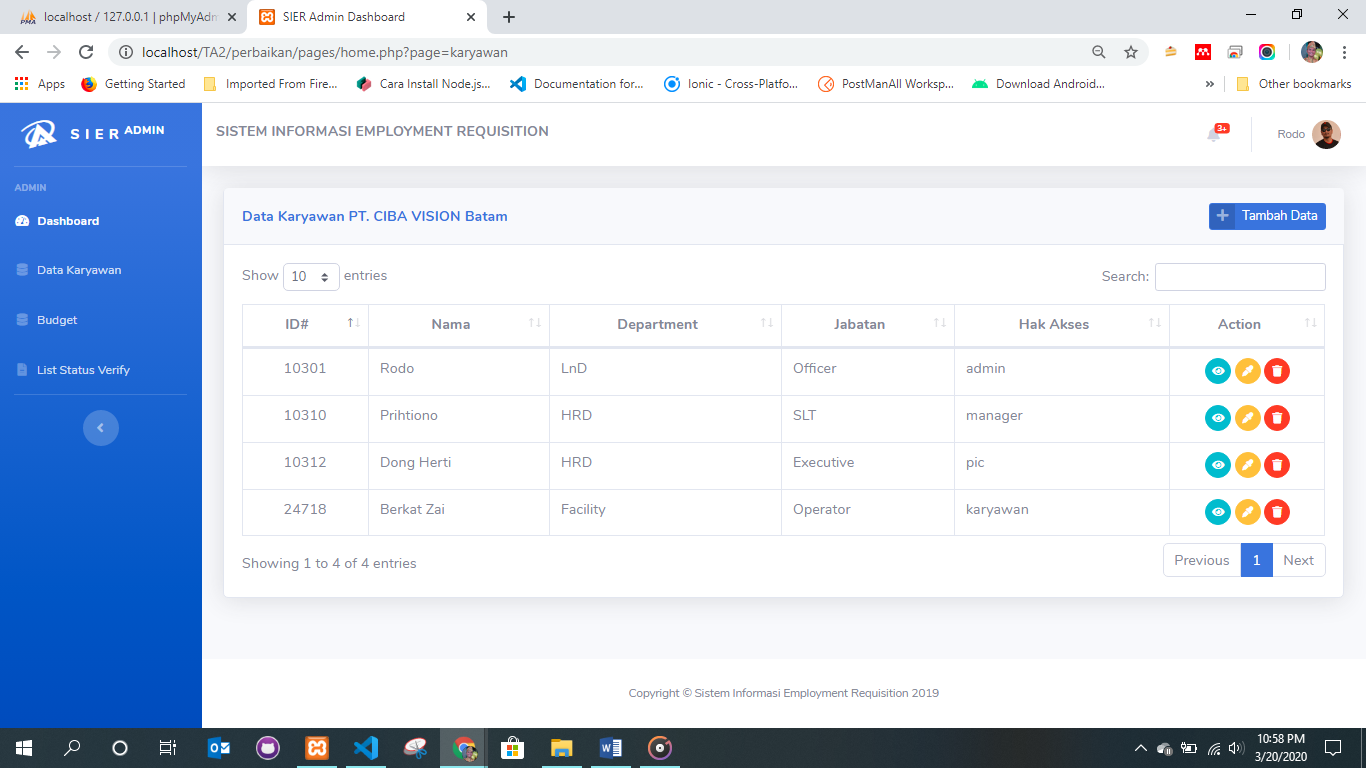 localhost / 127.0.0.1 | phpMyAdm
SIER Admin Dashboard
localhost/TA2/perbaikan/pages/home.php?page=karyawan
Apps Getting Started Imported From Fire... Cara Install Node.js... Documentation for... Ionic - Cross-Platfo... PostManAll Worksp... Download Android... » Other bookmarks
SIER ADMIN
SISTEM INFORMASI EMPLOYMENT REQUISITION
3+
Rodo
ADMIN
Dashboard
Data Karyawan
Budget
List Status Verify
Data Karyawan PT. CIBA VISION Batam
+ Tambah Data
Show 10 entries
Search:
ID# Nama Department Jabatan Hak Akses Action
10301 Rodo LnD Officer admin
10310 Prihtiono HRD SLT manager
10312 Dong Herti HRD Executive pic
24718 Berkat Zai Facility Operator karyawan
Showing 1 to 4 of 4 entries
Previous 1 Next
Copyright © Sistem Informasi Employment Requisition 2019
10:58 PM
3/20/2020